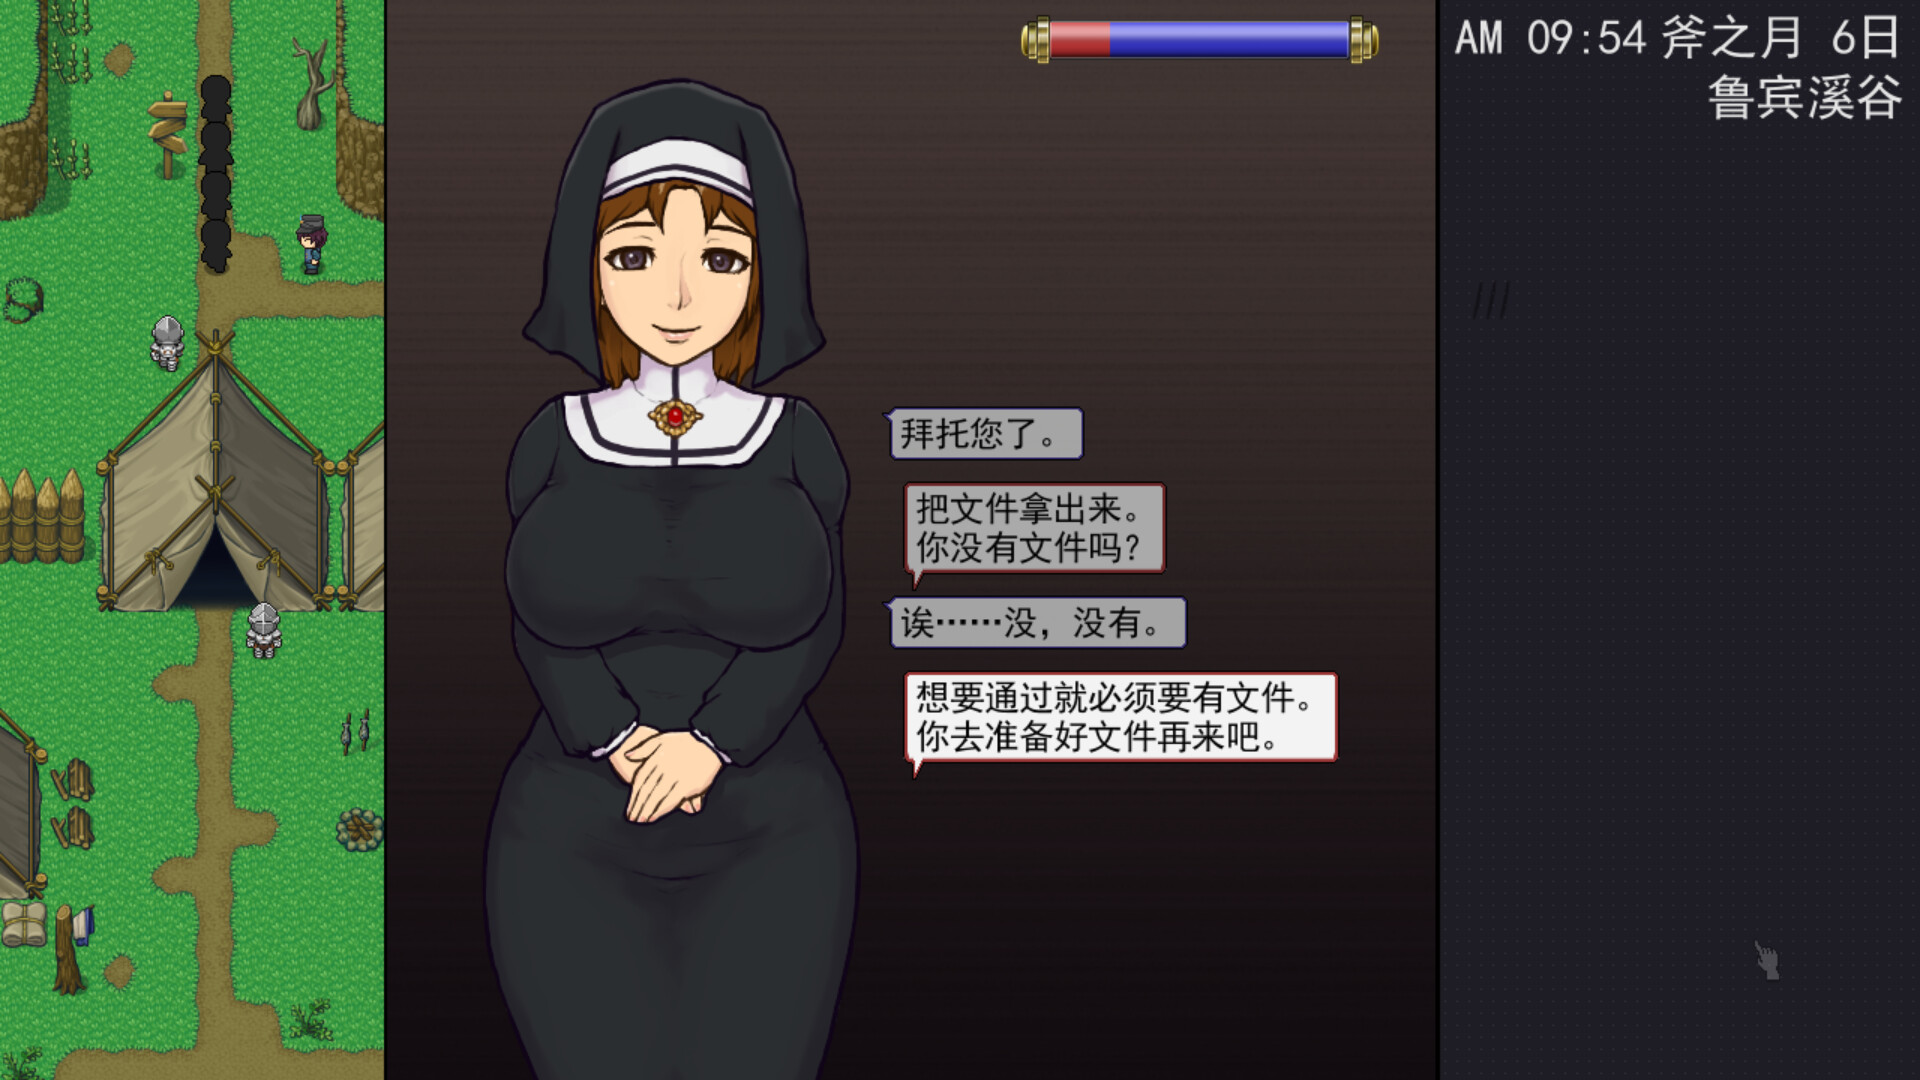 AM 09:54 斧之月 6日
鲁宾溪谷
拜托您了。
把文件拿出来。
你没有文件吗?
诶……没，没有。
想要通过就必须要有文件。
你去准备好文件再来吧。